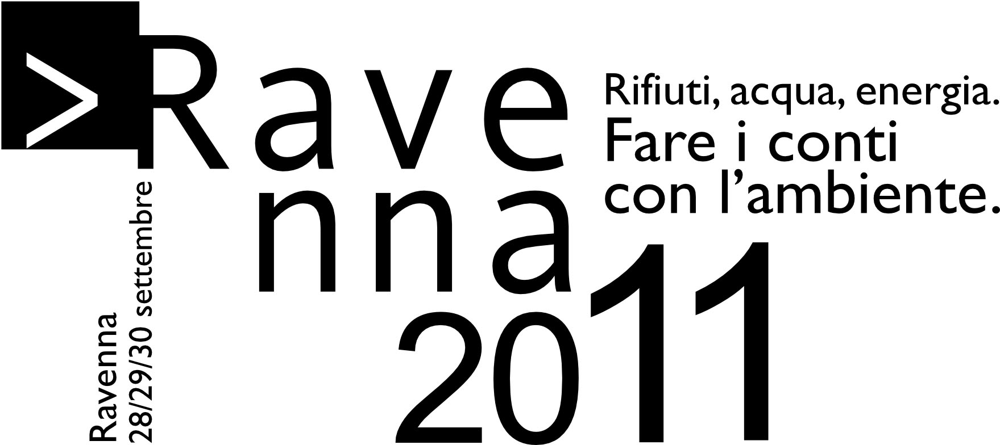 >Rave
nna
2011
Rifiuti, acqua, energia.
Fare i conti
con l’ambiente.
Ravenna
28/29/30 settembre